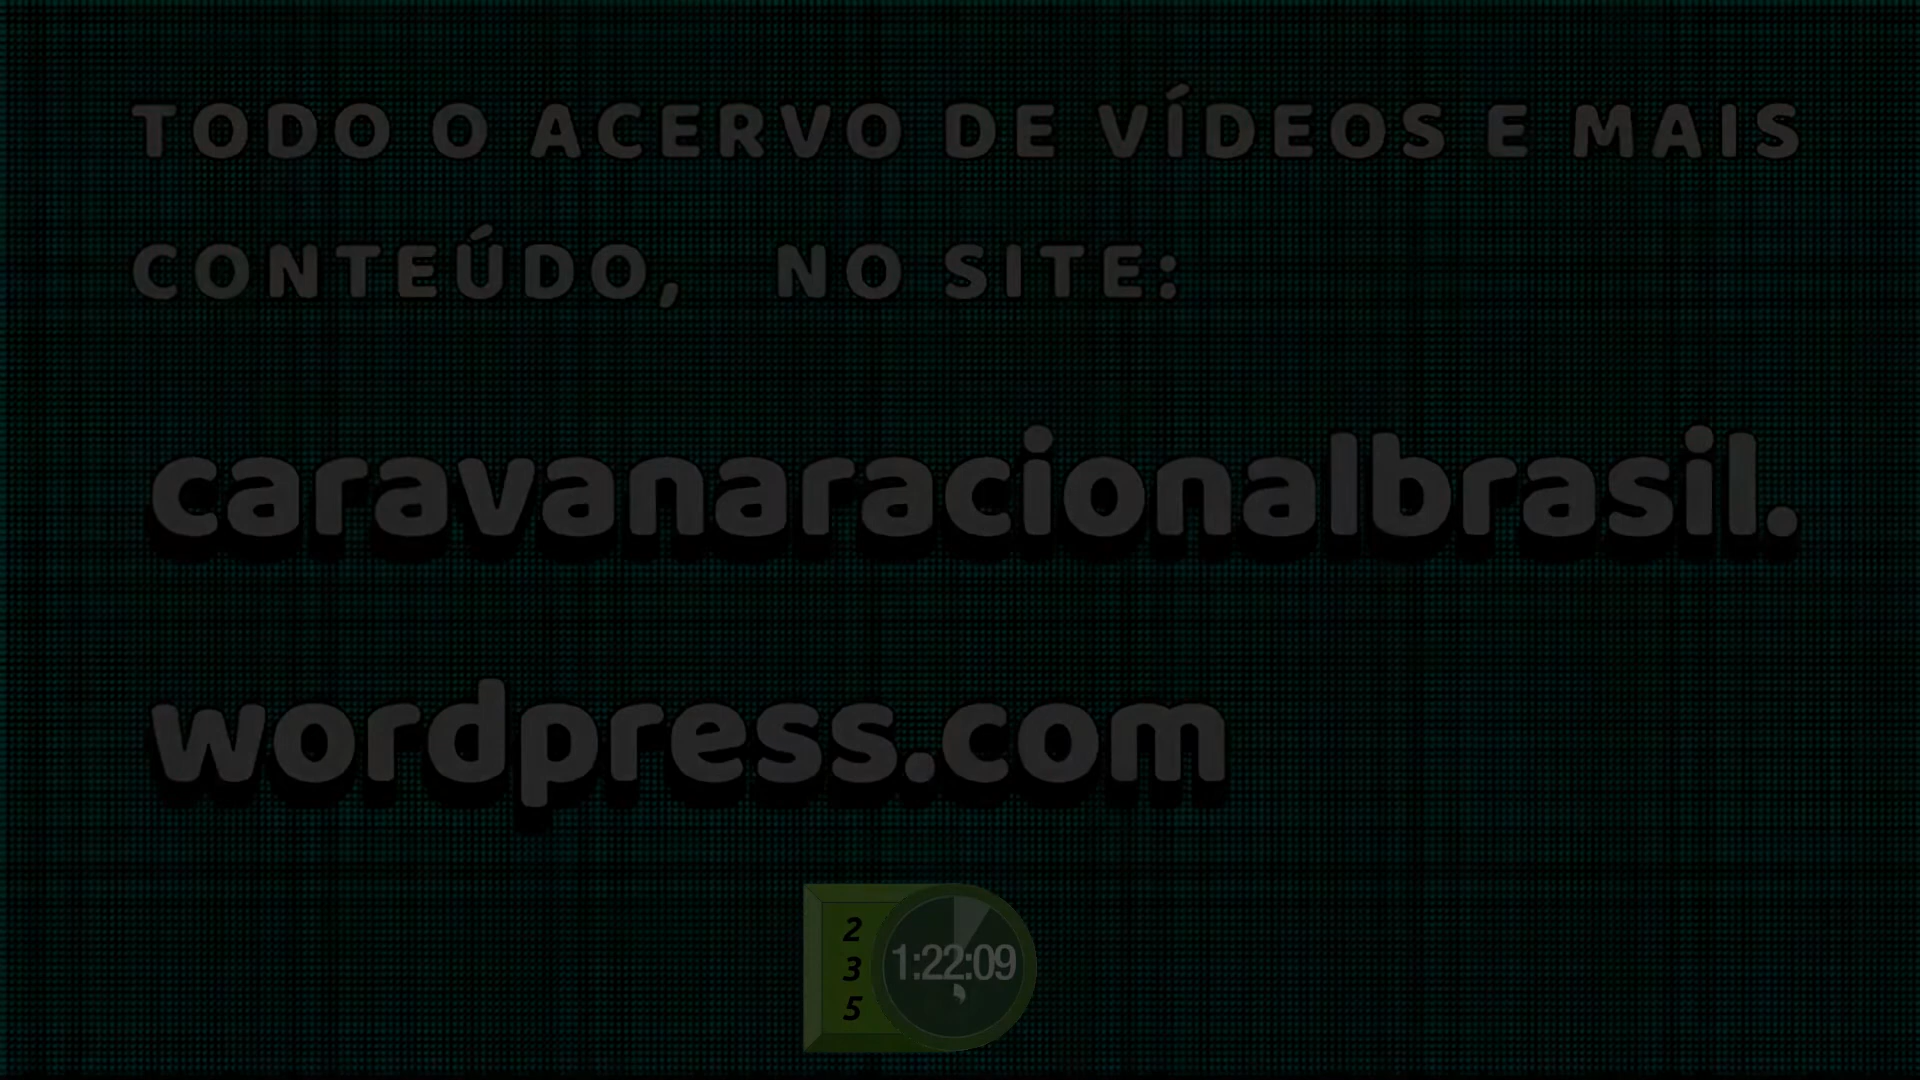 TODO O ACERVO DE VÍDEOS E MAIS
CONTEÚDO, NO SITE:
caravanaracionalbrasil.
wordpress.com
2
3
5
1:22:09